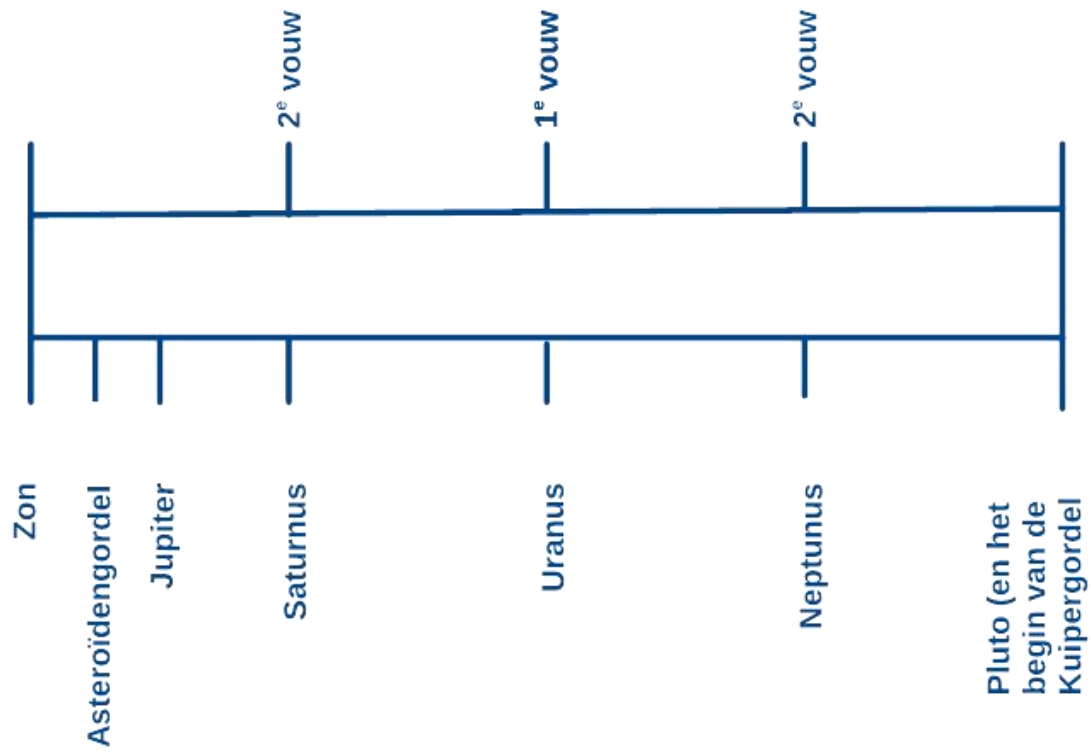 2e vouw
1e vouw
2e vouw
Zon
Asteroïdengordel
Jupiter
Saturnus
Uranus
Neptunus
Pluto (en het
begin van de
Kuipergordel